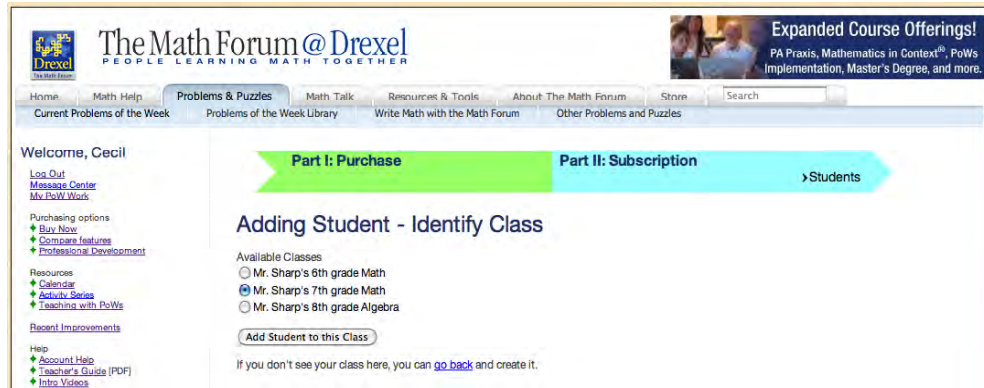 The Math Forum @ Drexel
PEOPLE LEARNING MATH TOGETHER
Drexel
The Math Forum
Expanded Course Offerings!
PA Praxis, Mathematics in Context®, PoWs
Implementation, Master's Degree, and more.
Home Math Help Problems & Puzzles Math Talk Resources & Tools About The Math Forum Store Search
Current Problems of the Week Problems of the Week Library Write Math with the Math Forum Other Problems and Puzzles
Welcome, Cecil
Log Out
Message Center
My PoW Work
Purchasing options
Buy Now
Compare features
Professional Development
Resources
Calendar
Activity Series
Teaching with PoWs
Recent Improvements
Help
Account Help
Teacher's Guide (PDF)
Intro Videos
Part I: Purchase
Part II: Subscription
›Students
Adding Student - Identify Class
Available Classes
Mr. Sharp's 6th grade Math
Mr. Sharp's 7th grade Math
Mr. Sharp's 8th grade Algebra
Add Student to this Class
If you don't see your class here, you can go back and create it.